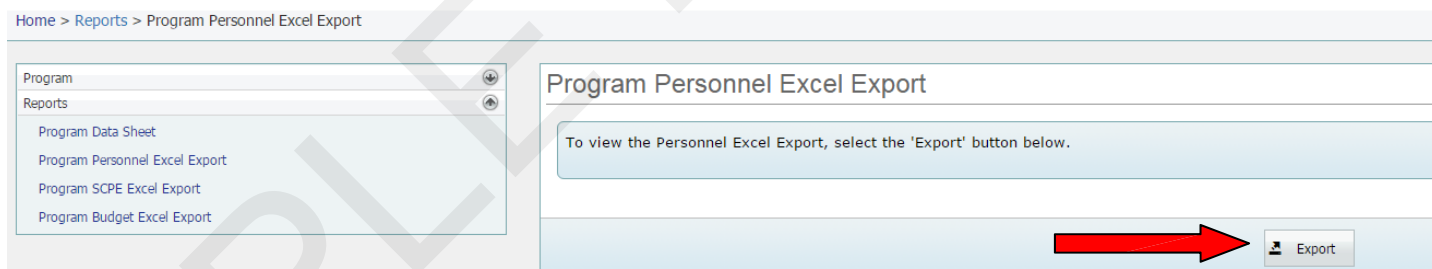 Home > Reports > Program Personnel Excel Export
Program
Reports
Program Data Sheet
Program Personnel Excel Export
Program SCPE Excel Export
Program Budget Excel Export
Program Personnel Excel Export
To view the Personnel Excel Export, select the 'Export' button below.
Export